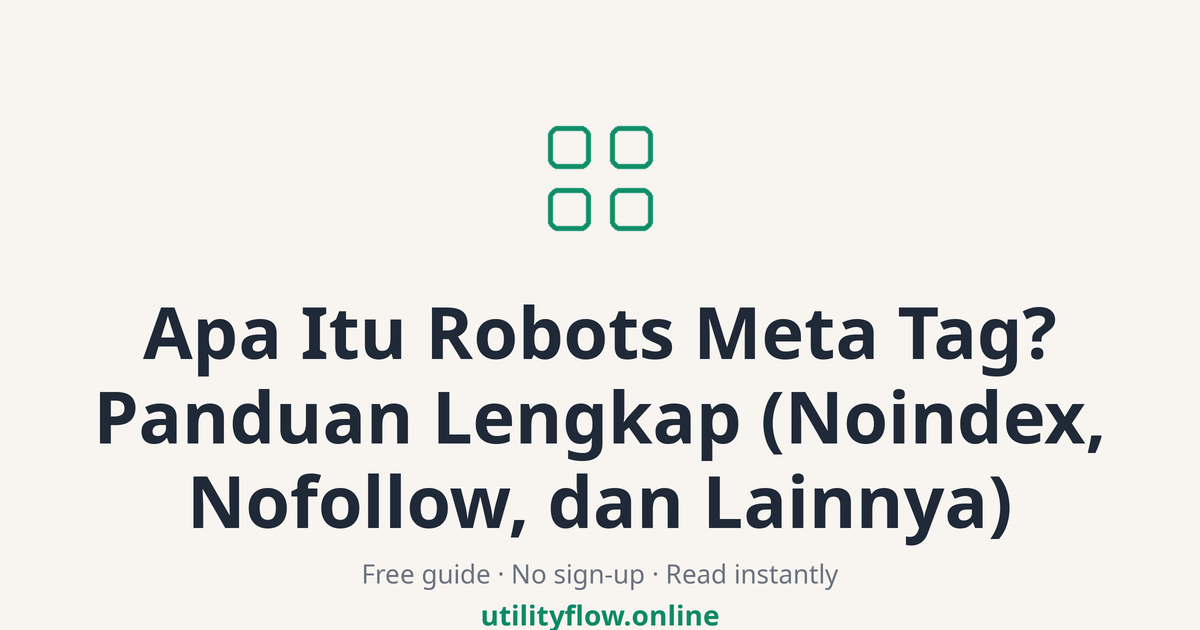 Apa Itu Robots Meta Tag?
Panduan Lengkap (Noindex,
Nofollow, dan Lainnya)
Free guide · No sign-up · Read instantly
utilityflow.online